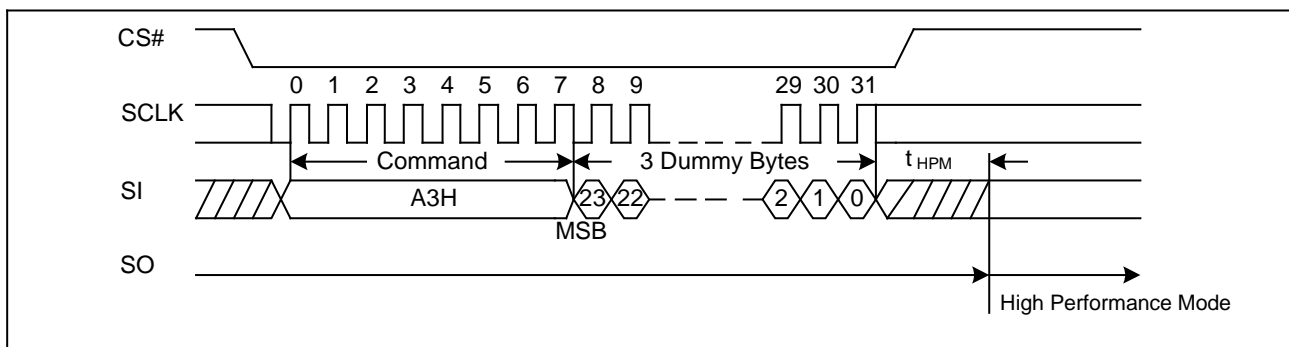 CS#
0 1 2 3 4 5 6 7 8 9 29 30 31
SCLK
Command 3 Dummy Bytes t HPM
SI A3H 23 22 2 1 0
MSB
SO
High Performance Mode